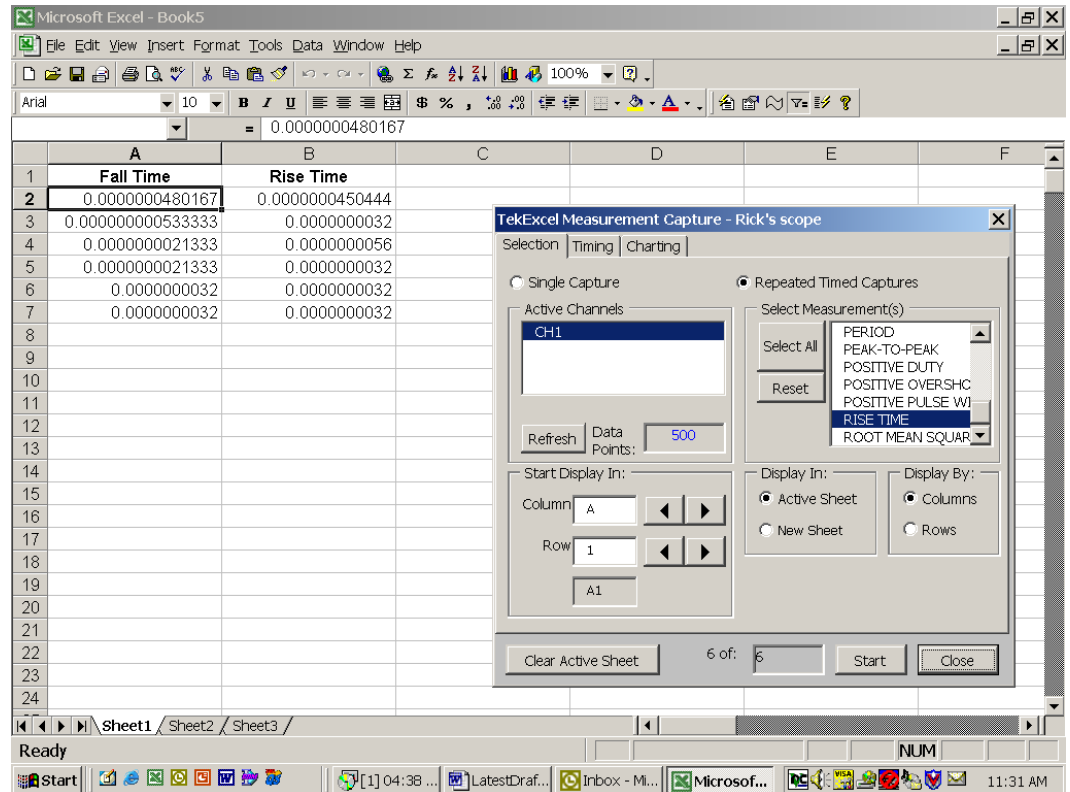 Microsoft Excel - Book5
File Edit View Insert Format Tools Data Window Help
100%
Arial 10 B I U $ % ,
= 0.0000000480167
A B C D E F
1 Fall Time Rise Time
2 0.0000000480167 0.0000000450444
3 0.000000000533333 0.0000000032
4 0.0000000021333 0.0000000056
5 0.0000000021333 0.0000000032
6 0.0000000032 0.0000000032
7 0.0000000032 0.0000000032
8
9
10
11
12
13
14
15
16
17
18
19
20
21
22
23
24
TekExcel Measurement Capture - Rick's scope
Selection Timing Charting
Single Capture Repeated Timed Captures
Active Channels
CH1
Refresh Data Points: 500
Select Measurement(s)
Select All
Reset
PERIOD
PEAK-TO-PEAK
POSITIVE DUTY
POSITIVE OVERSHO
POSITIVE PULSE WI
RISE TIME
ROOT MEAN SQUAR
Start Display In:
Column A
Row 1
A1
Display In:
Active Sheet
New Sheet
Display By:
Columns
Rows
Clear Active Sheet 6 of: 6 Start Close
Sheet1 Sheet2 Sheet3
Ready NUM
Start [1] 04:38 ... LatestDraf... Inbox - Mi... Microsof... 11:31 AM